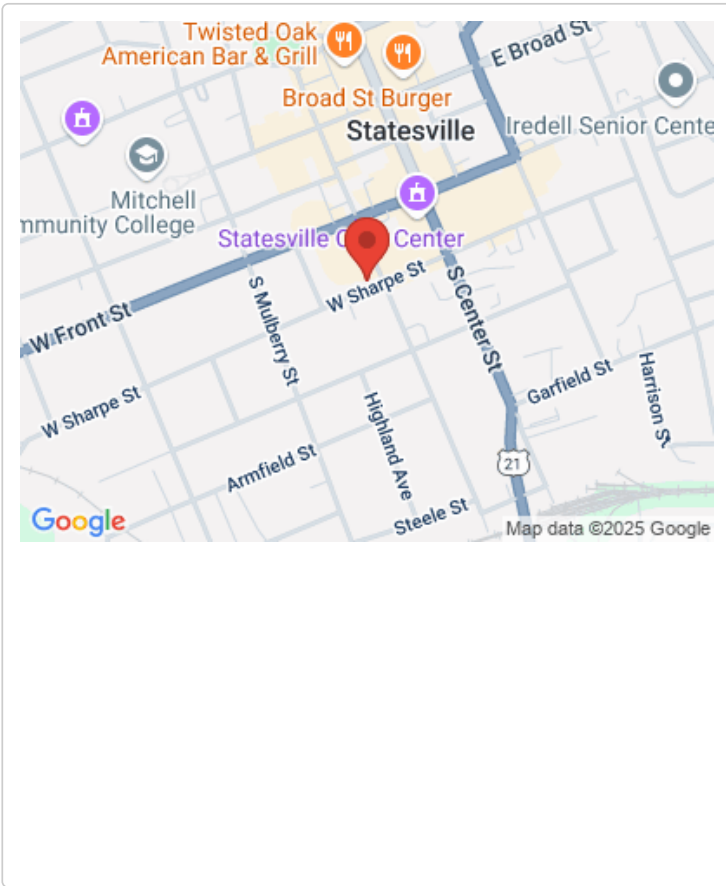 Twisted Oak
American Bar & Grill
E Broad St
Broad St Burger
Statesville
Iredell Senior Cente
Mitchell
mmunity College
Statesville C Center
W Sharpe St
S Center St
W Front St
S Mulberry St
Garfield St
Harrison St
W Sharpe St
Highland Ave
Armfield St
21
Steele St
Google
Map data ©2025 Google